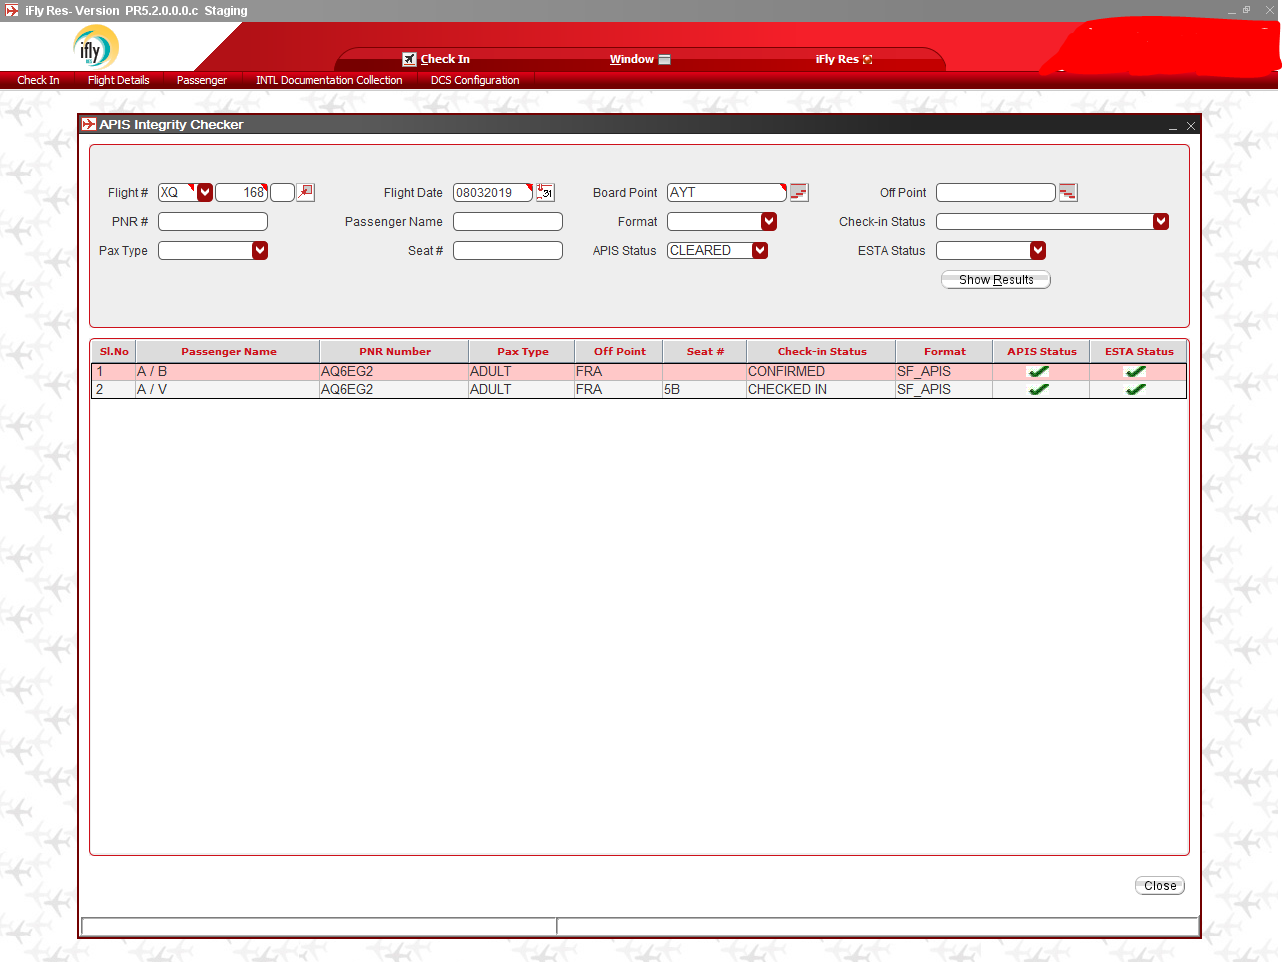 iFly Res- Version  PR5.2.0.0.0.c  Staging
ifly
RES
Check In
Window
iFly Res
Check In Flight Details Passenger INTL Documentation Collection DCS Configuration
APIS Integrity Checker
Flight # XQ 168 Flight Date 08032019 Board Point AYT Off Point
PNR # Passenger Name Format Check-in Status
Pax Type Seat # APIS Status CLEARED ESTA Status
Show Results
Sl.No Passenger Name PNR Number Pax Type Off Point Seat # Check-in Status Format APIS Status ESTA Status
1 A / B AQ6EG2 ADULT FRA CONFIRMED SF_APIS
2 A / V AQ6EG2 ADULT FRA 5B CHECKED IN SF_APIS
Close